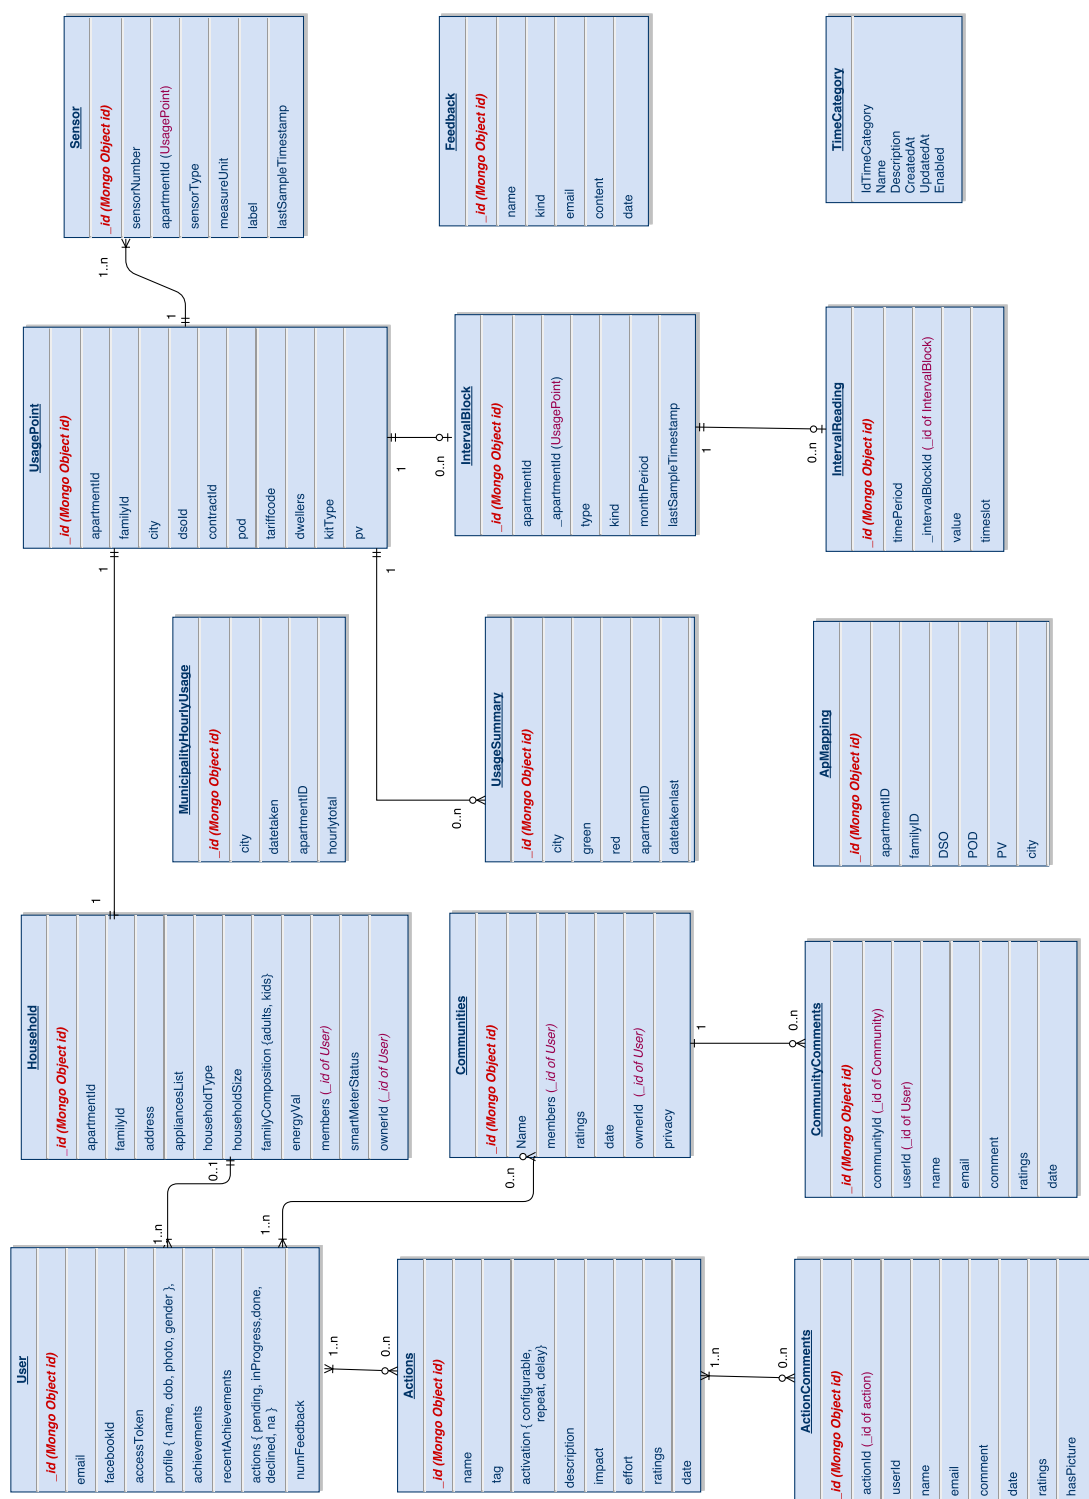 User
_id (Mongo Object id)
email
facebookId
accessToken
profile { name, dob, photo, gender },
achievements
recentAchievements
actions { pending, inProgress,done,
declined, na }
numFeedback
1..n
0..1
1..n
0..n
1..n
0..n
Household
_id (Mongo Object id)
apartmentId
familyId
address
appliancesList
householdType
householdSize
familyComposition {adults, kids}
energyVal
members (_id of User)
smartMeterStatus
ownerId (_id of User)
1
1
MunicipalityHourlyUsage
_id (Mongo Object id)
city
datetaken
apartmentID
hourlytotal
UsagePoint
_id (Mongo Object id)
apartmentId
familyId
city
dsoId
contractId
pod
tariffcode
dwellers
kitType
pv
1
1..n
Sensor
_id (Mongo Object id)
sensorNumber
apartmentId (UsagePoint)
sensorType
measureUnit
label
lastSampleTimestamp
Actions
_id (Mongo Object id)
name
tag
activation { configurable,
repeat, delay}
description
impact
effort
ratings
date
1..n
0..n
Communities
_id (Mongo Object id)
Name
members (_id of User)
ratings
date
ownerId (_id of User)
privacy
1
0..n
UsageSummary
_id (Mongo Object id)
city
green
red
apartmentID
datetakenlast
0..n
1
1
0..n
IntervalBlock
_id (Mongo Object id)
apartmentId
_apartmentId (UsagePoint)
type
kind
monthPeriod
lastSampleTimestamp
1
0..n
Feedback
_id (Mongo Object id)
name
kind
email
content
date
ActionComments
_id (Mongo Object id)
actionId (_id of action)
userId
name
email
comment
date
ratings
hasPicture
CommunityComments
_id (Mongo Object id)
communityId (_id of Community)
userId (_id of User)
name
email
comment
ratings
date
ApMapping
_id (Mongo Object id)
apartmentID
familyID
DSO
POD
PV
city
IntervalReading
_id (Mongo Object id)
timePeriod
_intervalBlockId (_id of IntervalBlock)
value
timeslot
TimeCategory
IdTimeCategory
Name
Description
CreatedAt
UpdatedAt
Enabled